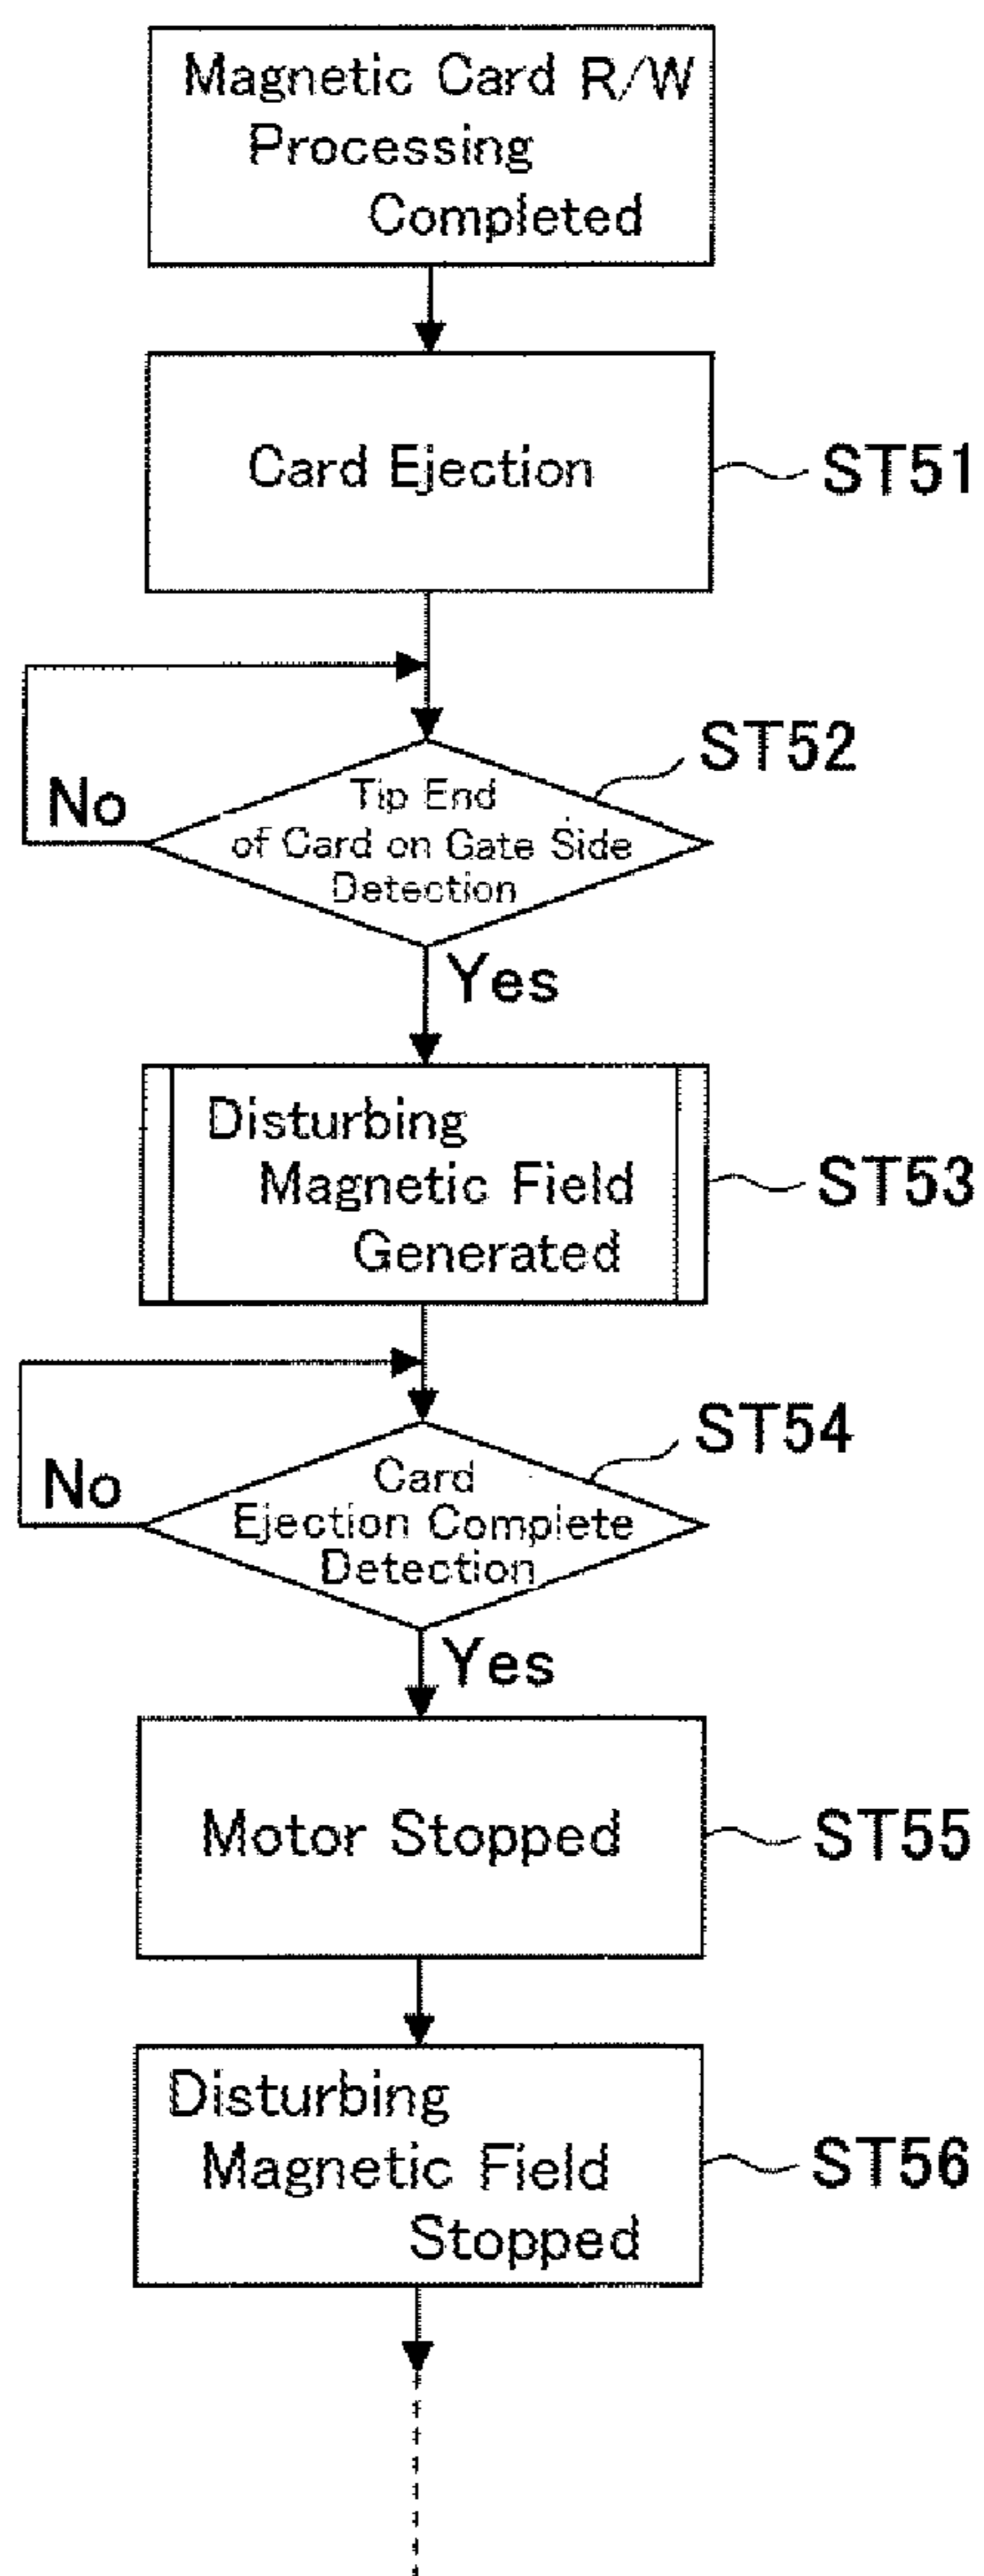 Magnetic Card R/W
Processing
Completed
Card Ejection
ST51
ST52
No
Tip End
of Card on Gate Side
Detection
Yes
Disturbing
Magnetic Field
Generated
ST53
ST54
No
Card
Ejection Complete
Detection
Yes
Motor Stopped
ST55
Disturbing
Magnetic Field
Stopped
ST56